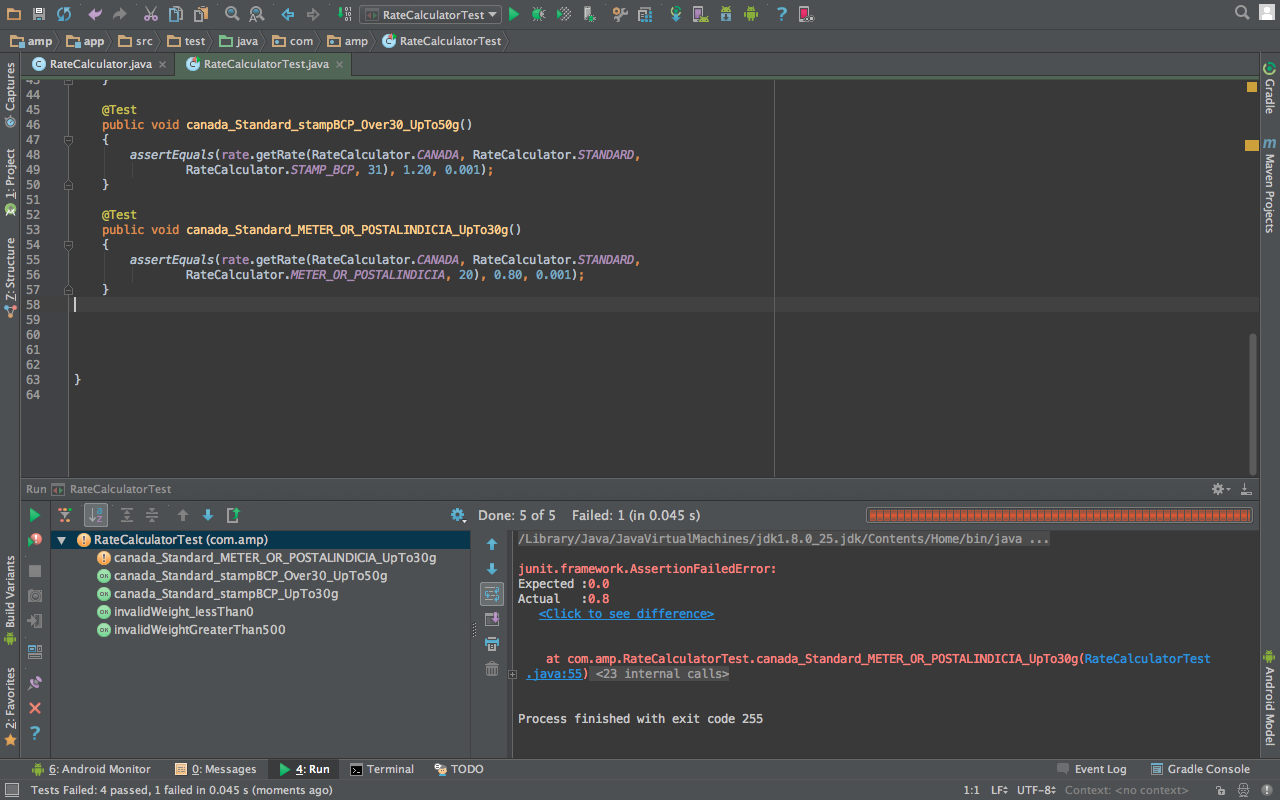 RateCalculatorTest
amp app src test java com amp RateCalculatorTest
RateCalculator.java RateCalculatorTest.java
Captures
1: Project
7: Structure
Build Variants
2: Favorites
43 }
44
45 @Test
46 public void canada_Standard_stampBCP_Over30_UpTo50g()
47 {
48 assertEquals(rate.getRate(RateCalculator.CANADA, RateCalculator.STANDARD,
49 RateCalculator.STAMP_BCP, 31), 1.20, 0.001);
50 }
51
52 @Test
53 public void canada_Standard_METER_OR_POSTALINDICIA_UpTo30g()
54 {
55 assertEquals(rate.getRate(RateCalculator.CANADA, RateCalculator.STANDARD,
56 RateCalculator.METER_OR_POSTALINDICIA, 20), 0.80, 0.001);
57 }
58
59
60
61
62
63 }
64
Gradle
m Maven Projects
Android Model
Run RateCalculatorTest
Done: 5 of 5 Failed: 1 (in 0.045 s)
RateCalculatorTest (com.amp)
canada_Standard_METER_OR_POSTALINDICIA_UpTo30g
OK canada_Standard_stampBCP_Over30_UpTo50g
OK canada_Standard_stampBCP_UpTo30g
OK invalidWeight_lessThan0
OK invalidWeightGreaterThan500
/Library/Java/JavaVirtualMachines/jdk1.8.0_25.jdk/Contents/Home/bin/java ...
junit.framework.AssertionFailedError:
Expected :0.0
Actual :0.8
<Click to see difference>
at com.amp.RateCalculatorTest.canada_Standard_METER_OR_POSTALINDICIA_UpTo30g(RateCalculatorTest
.java:55) <23 internal calls>
Process finished with exit code 255
6: Android Monitor 0: Messages 4: Run Terminal TODO Event Log Gradle Console
Tests Failed: 4 passed, 1 failed in 0.045 s (moments ago) 1:1 LF UTF-8 Context: <no context>